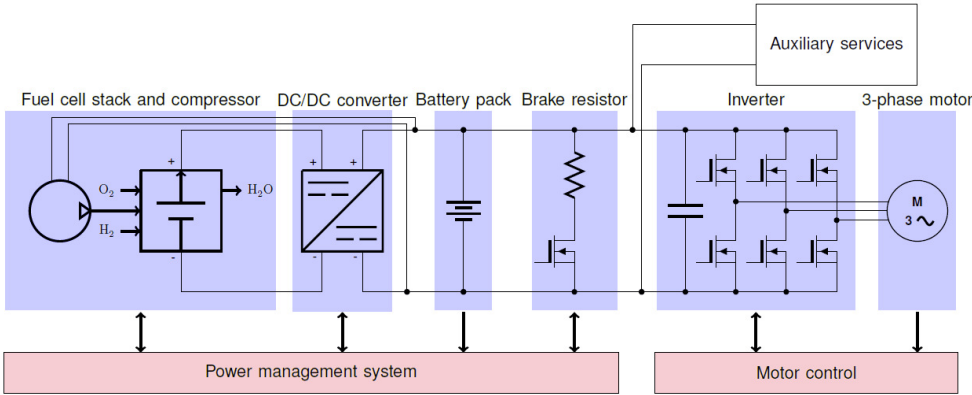 Auxiliary services
Fuel cell stack and compressor
DC/DC converter
Battery pack
Brake resistor
Inverter
3-phase motor
+
+
+
O₂
H₂O
H₂
M
3
-
-
-
Power management system
Motor control